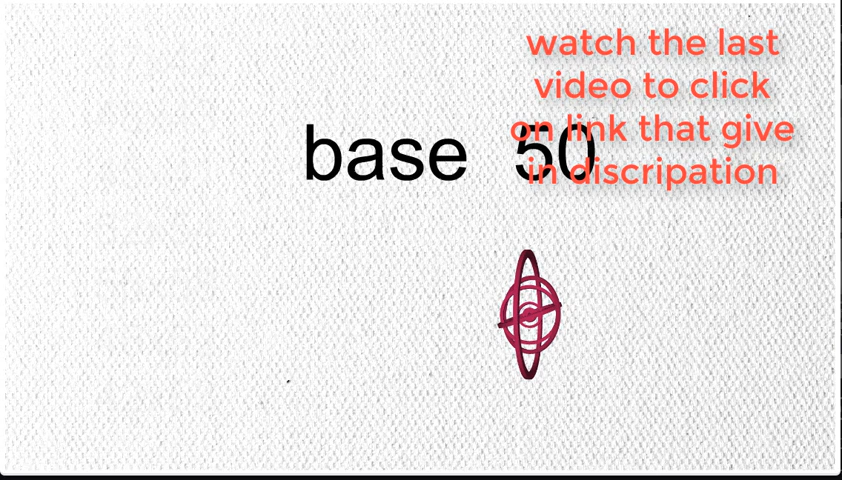 watch the last
video to click
on link that give
in discripation
base 50